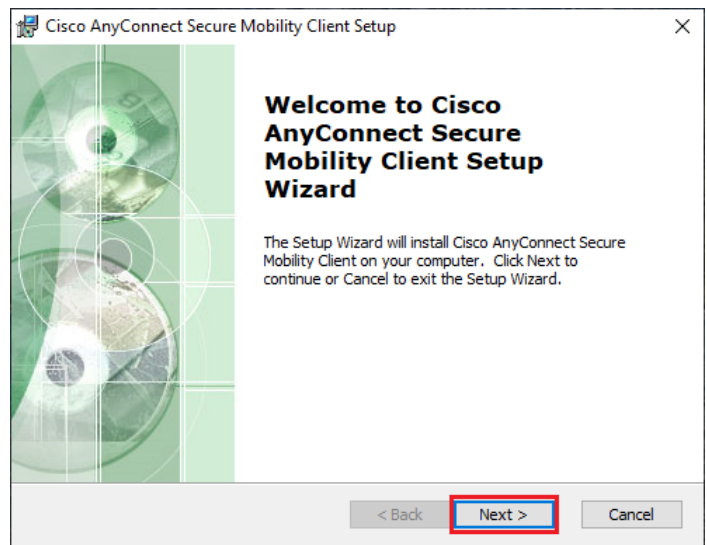 Cisco AnyConnect Secure Mobility Client Setup
Welcome to Cisco
AnyConnect Secure
Mobility Client Setup
Wizard
The Setup Wizard will install Cisco AnyConnect Secure
Mobility Client on your computer. Click Next to
continue or Cancel to exit the Setup Wizard.
< Back Next > Cancel